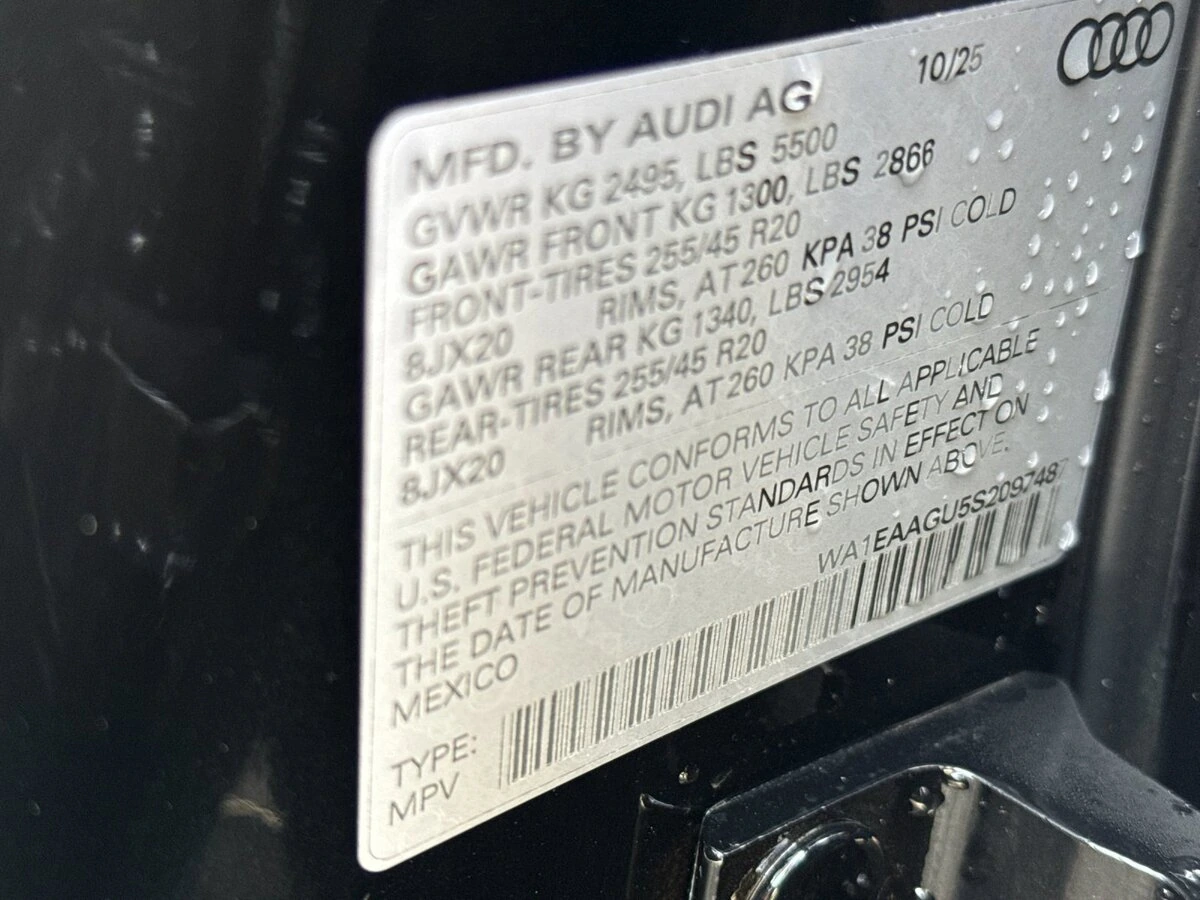 10/25
MFD. BY AUDI AG
GVWR KG 2495, LBS 5500
GAWR FRONT KG 1300, LBS 2866
FRONT-TIRES 255/45 R20
8JX20 RIMS, AT 260 KPA 38 PSI COLD
GAWR REAR KG 1340, LBS 2954
REAR-TIRES 255/45 R20
8JX20 RIMS, AT 260 KPA 38 PSI COLD
THIS VEHICLE CONFORMS TO ALL APPLICABLE
U.S. FEDERAL MOTOR VEHICLE SAFETY AND
THEFT PREVENTION STANDARDS IN EFFECT ON
THE DATE OF MANUFACTURE SHOWN ABOVE.
MEXICO
WA1EAAGU5S2097487
TYPE:
MPV